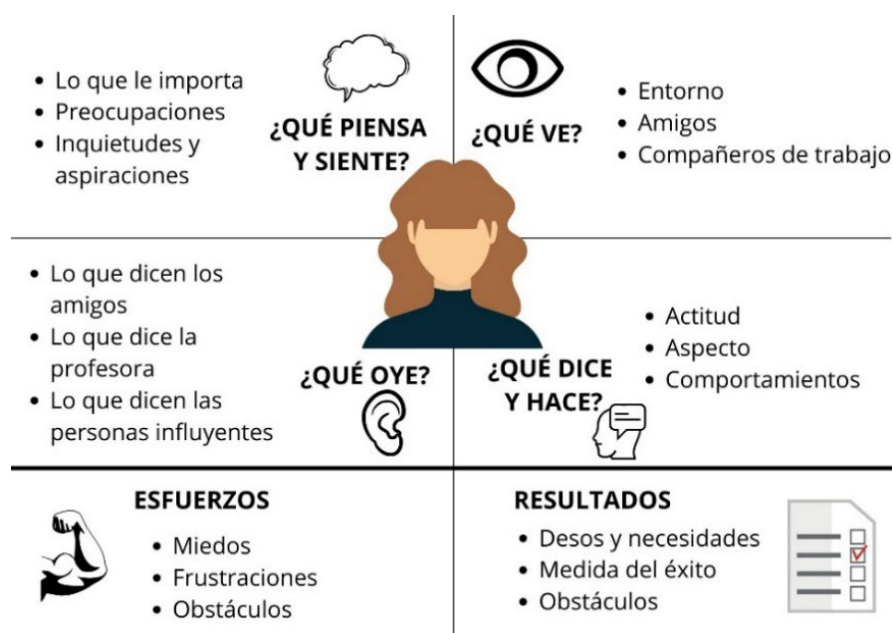 • Lo que le importa
• Preocupaciones
• Inquietudes y
aspiraciones
¿QUÉ PIENSA
Y SIENTE?
¿QUÉ VE?
• Entorno
• Amigos
• Compañeros de trabajo
• Lo que dicen los
amigos
• Lo que dice la
profesora
• Lo que dicen las
personas influyentes
¿QUÉ OYE?
¿QUÉ DICE
Y HACE?
• Actitud
• Aspecto
• Comportamientos
ESFUERZOS
• Miedos
• Frustraciones
• Obstáculos
RESULTADOS
• Desos y necesidades
• Medida del éxito
• Obstáculos